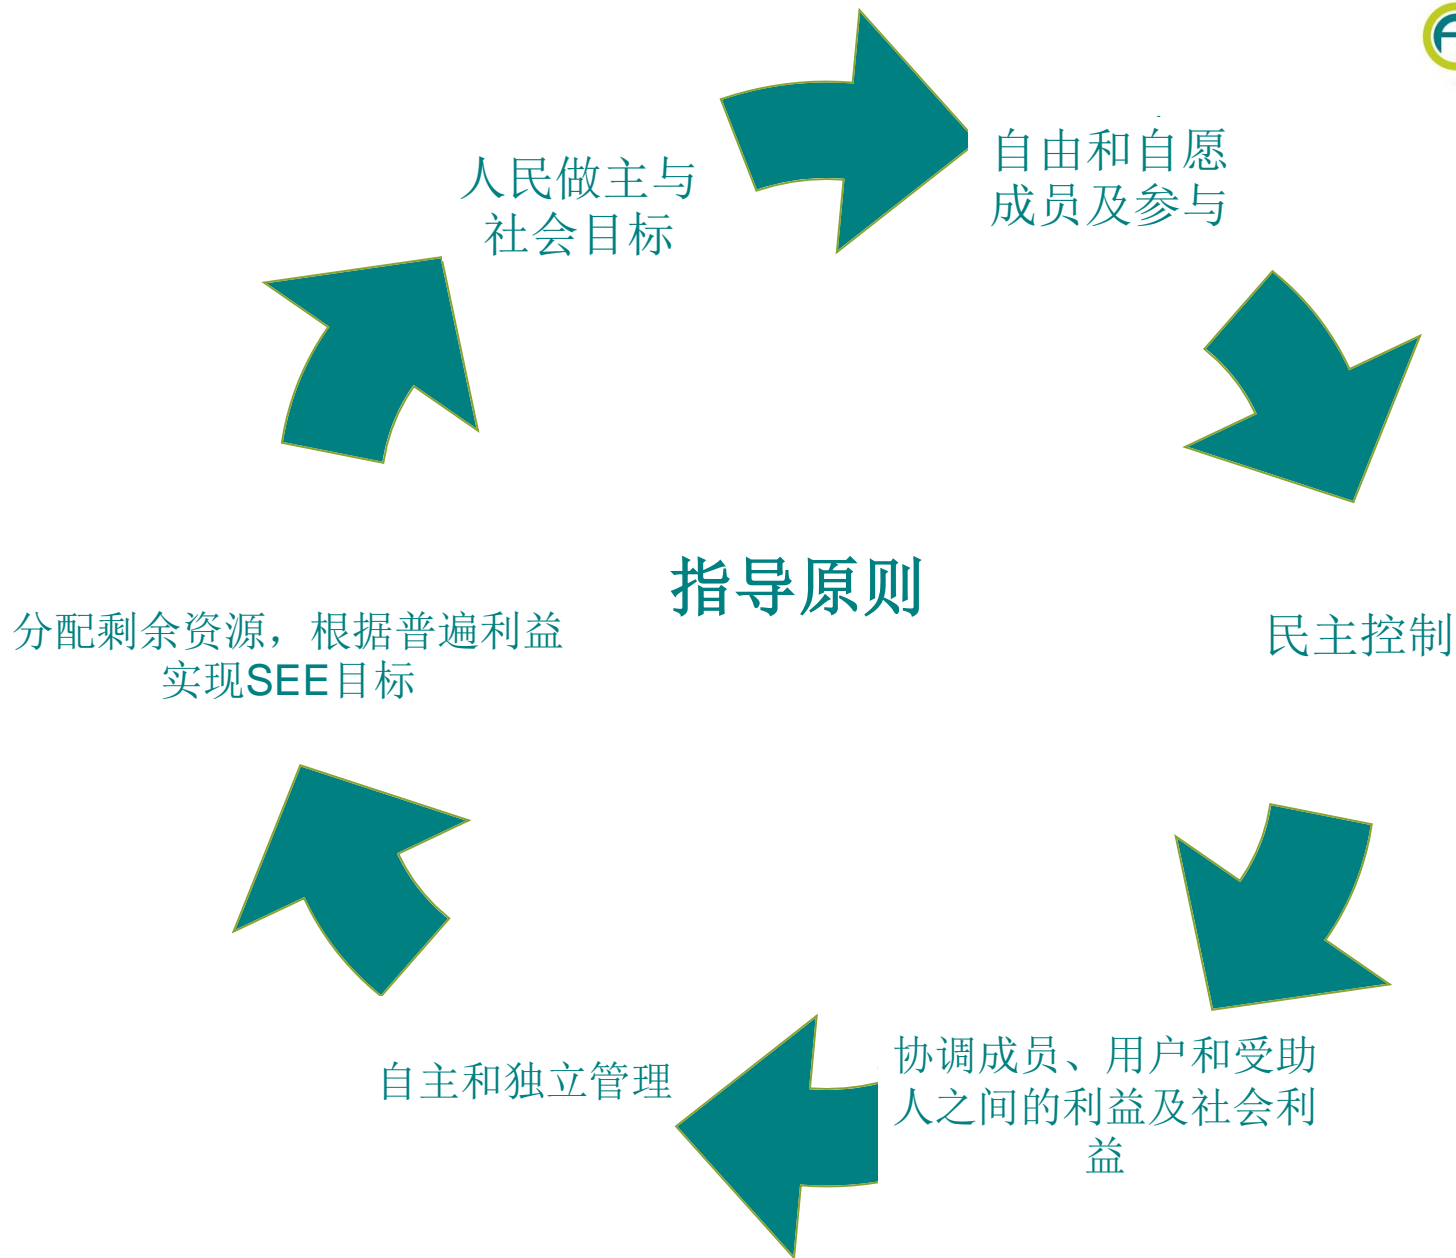 人民做主与
社会目标
自由和自愿
成员及参与
指导原则
分配剩余资源，根据普遍利益
实现SEE目标
民主控制
自主和独立管理
协调成员、用户和受助
人之间的利益及社会利
益